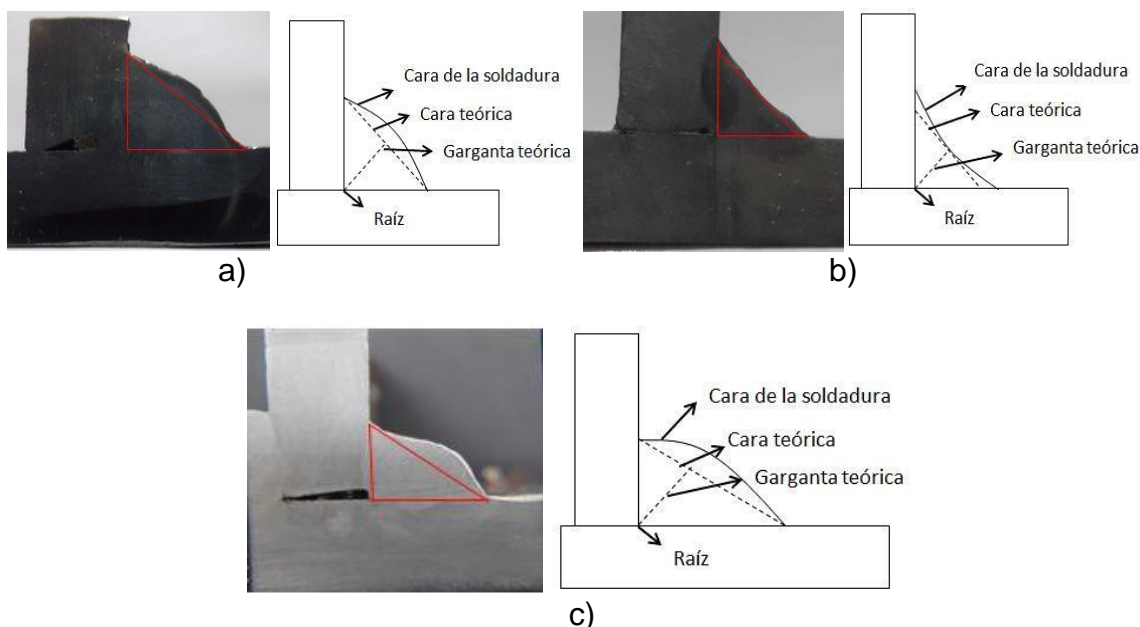 Cara de la soldadura
Cara teórica
Garganta teórica
Raíz
a)
Cara de la soldadura
Cara teórica
Garganta teórica
Raíz
b)
Cara de la soldadura
Cara teórica
Garganta teórica
Raíz
c)